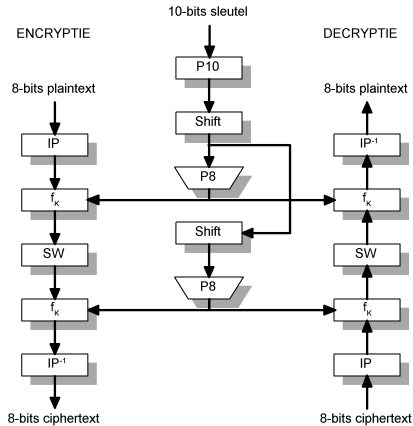 10-bits sleutel
ENCRYPTIE
DECRYPTIE
P10
8-bits plaintext
8-bits plaintext
Shift
IP
IP⁻¹
P8
fK
fK
Shift
SW
SW
P8
fK
fK
IP⁻¹
IP
8-bits ciphertext
8-bits ciphertext